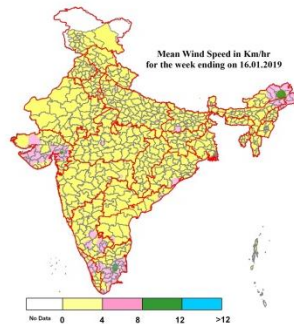 Mean Wind Speed in Km/hr
for the week ending on 16.01.2019
No Data 0 4 8 12 >12